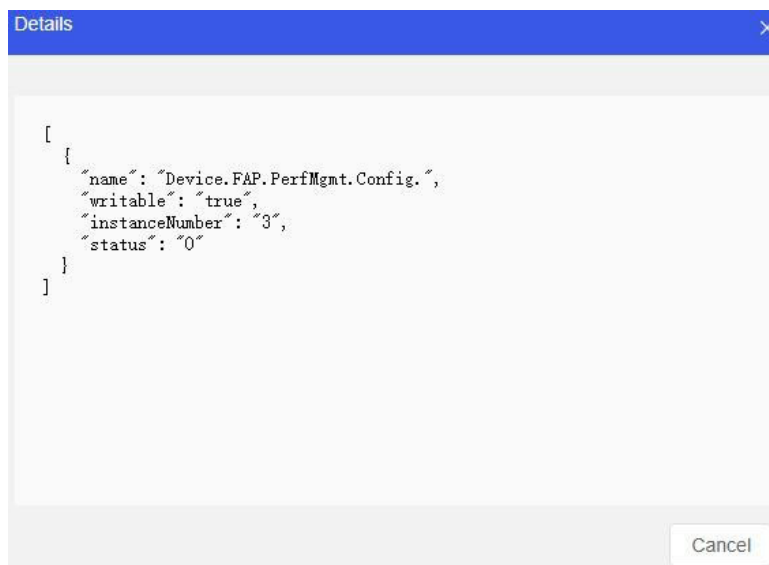 Details
[
{
"name": "Device.FAP.PerfMgmt.Config.",
"writable": "true",
"instanceNumber": "3",
"status": "0"
}
]
Cancel